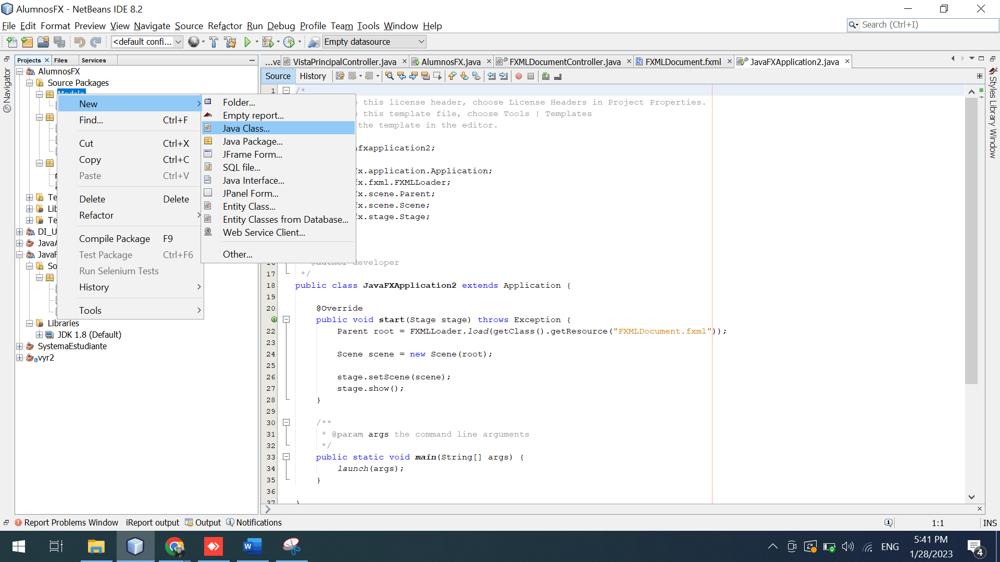 AlumnosFX - NetBeans IDE 8.2
File Edit Format Preview View Navigate Source Refactor Run Debug Profile Team Tools Window Help
Search (Ctrl+I)
<default confi...
Empty datasource
Projects Files Services
...va VistaPrincipalController.java AlumnosFX.java FXMLDocumentController.java FXMLDocument.fxml JavaFXApplication2.java
Source History
Navigator
Styles Library Window
AlumnosFX
Source Packages
Modelo
Te
Lib
Te
DI_U
JavaA
JavaF
So
Libraries
JDK 1.8 (Default)
SystemaEstudiante
vyr2
New
Find... Ctrl+F
Cut Ctrl+X
Copy Ctrl+C
Paste Ctrl+V
Delete Delete
Refactor
Compile Package F9
Test Package Ctrl+F6
Run Selenium Tests
History
Tools
Folder...
Empty report...
Java Class...
Java Package...
JFrame Form...
SQL file...
Java Interface...
JPanel Form...
Entity Class...
Entity Classes from Database...
Web Service Client...
Other...
1 /*
this license header, choose License Headers in Project Properties.
this template file, choose Tools | Templates
the template in the editor.
fxapplication2;
fx.application.Application;
fx.fxml.FXMLLoader;
fx.scene.Parent;
fx.scene.Scene;
fx.stage.Stage;
16 @author developer
17 */
18 public class JavaFXApplication2 extends Application {
19
20 @Override
public void start(Stage stage) throws Exception {
22 Parent root = FXMLLoader.load(getClass().getResource("FXMLDocument.fxml"));
23
24 Scene scene = new Scene(root);
25
26 stage.setScene(scene);
27 stage.show();
28 }
29
30 /**
31 * @param args the command line arguments
32 */
33 public static void main(String[] args) {
34 launch(args);
35 }
36
37 }
Report Problems Window iReport output Output Notifications
1:1 INS
ENG
5:41 PM
1/28/2023
4